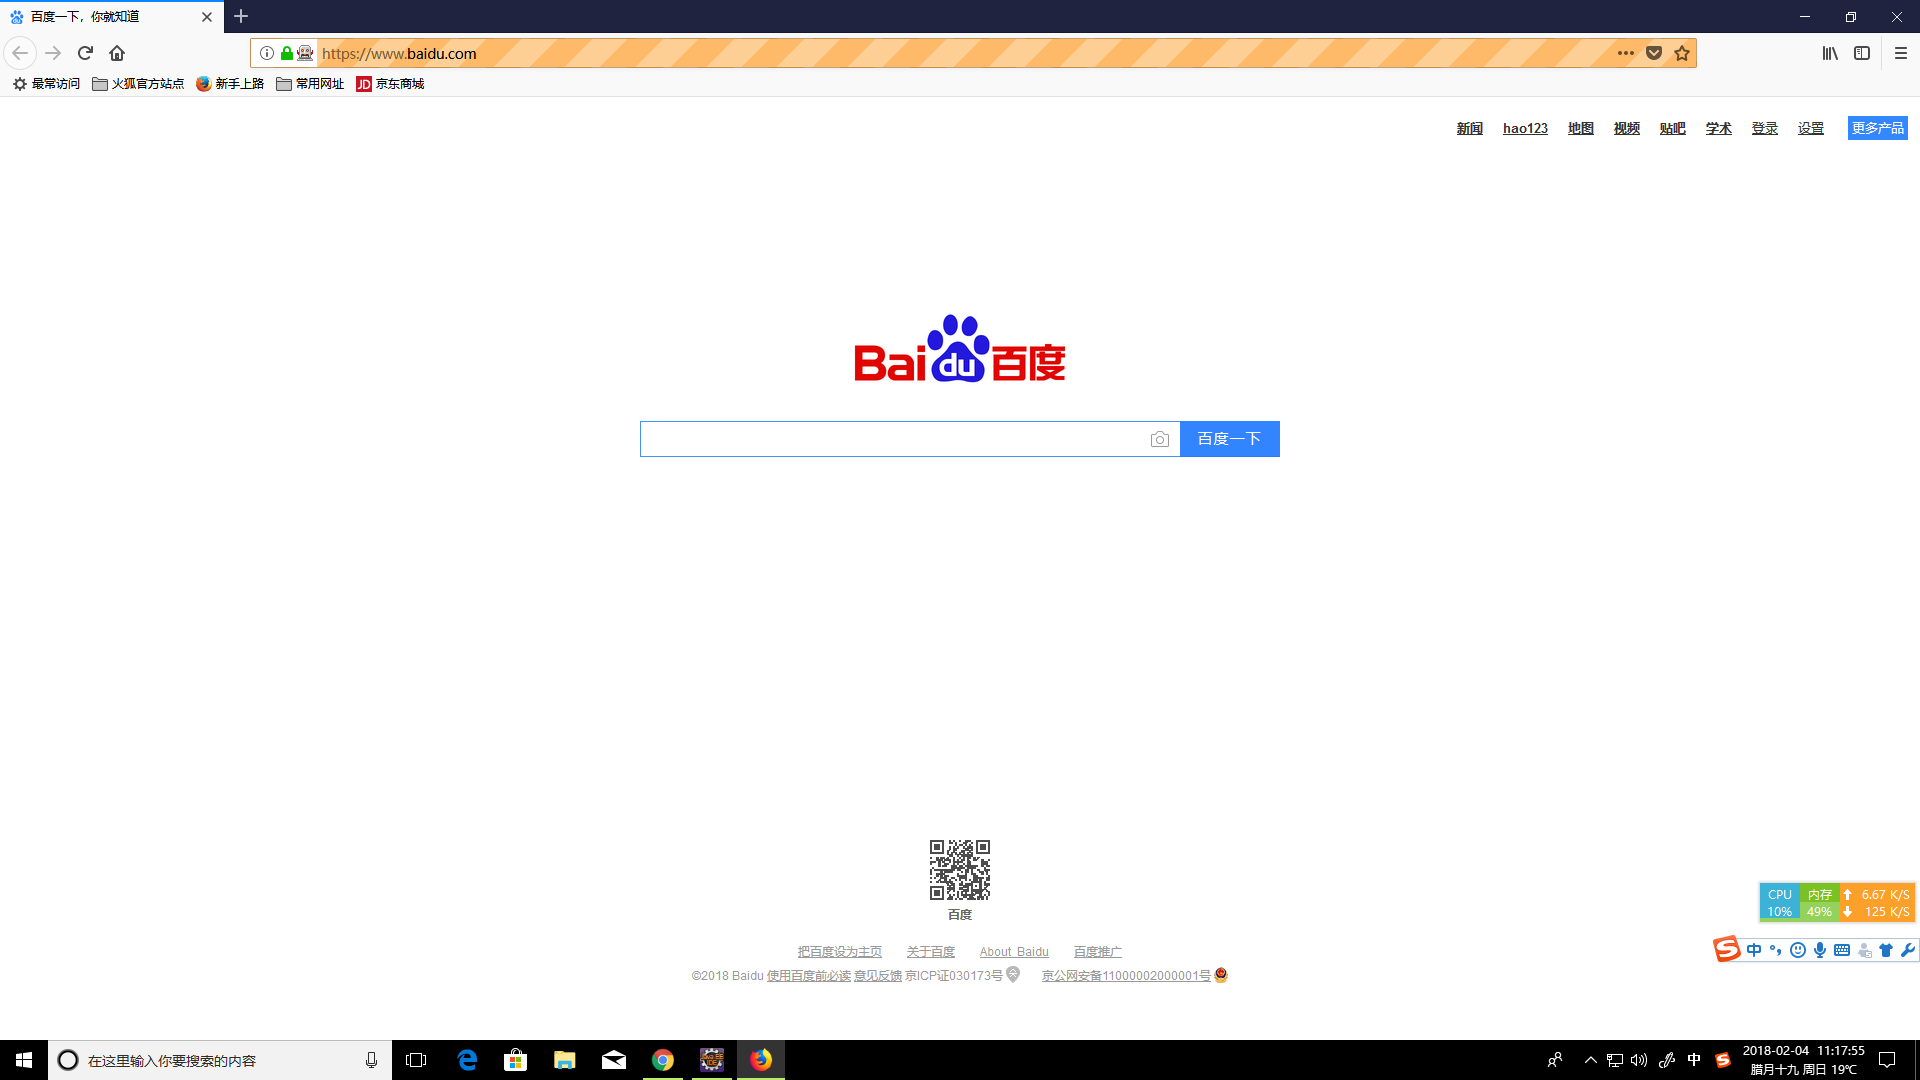 百度一下，你就知道
https://www.baidu.com
最常访问 火狐官方站点 新手上路 常用网址 JD 京东商城
新闻 hao123 地图 视频 贴吧 学术 登录 设置 更多产品
Bai du 百度
百度一下
百度
CPU 内存 6.67 K/S
10% 49% 125 K/S
中
把百度设为主页 关于百度 About Baidu 百度推广
©2018 Baidu 使用百度前必读 意见反馈 京ICP证030173号 京公网安备11000002000001号
在这里输入你要搜索的内容
Java EE
IDE
中
2018-02-04 11:17:55
腊月十九 周日 19℃